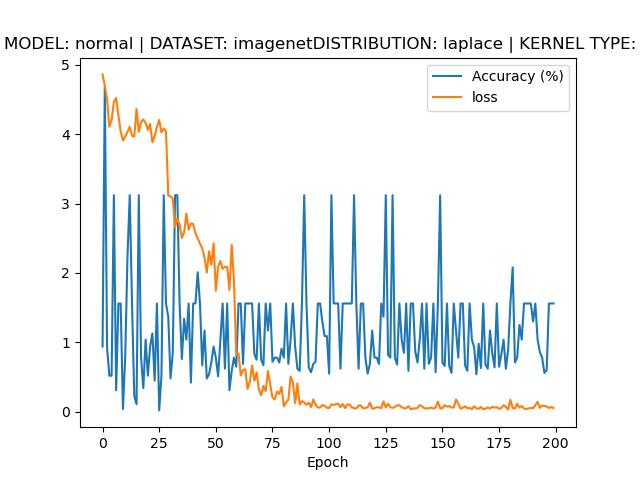 MODEL: normal | DATASET: imagenetDISTRIBUTION: laplace | KERNEL TYPE:
Accuracy (%)
loss
5
4
3
2
1
0
0 25 50 75 100 125 150 175 200
Epoch